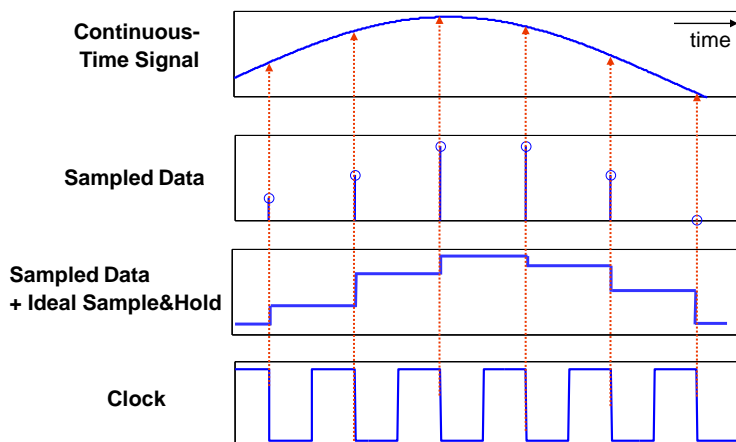 Continuous-
Time Signal
time
Sampled Data
Sampled Data
+ Ideal Sample&Hold
Clock